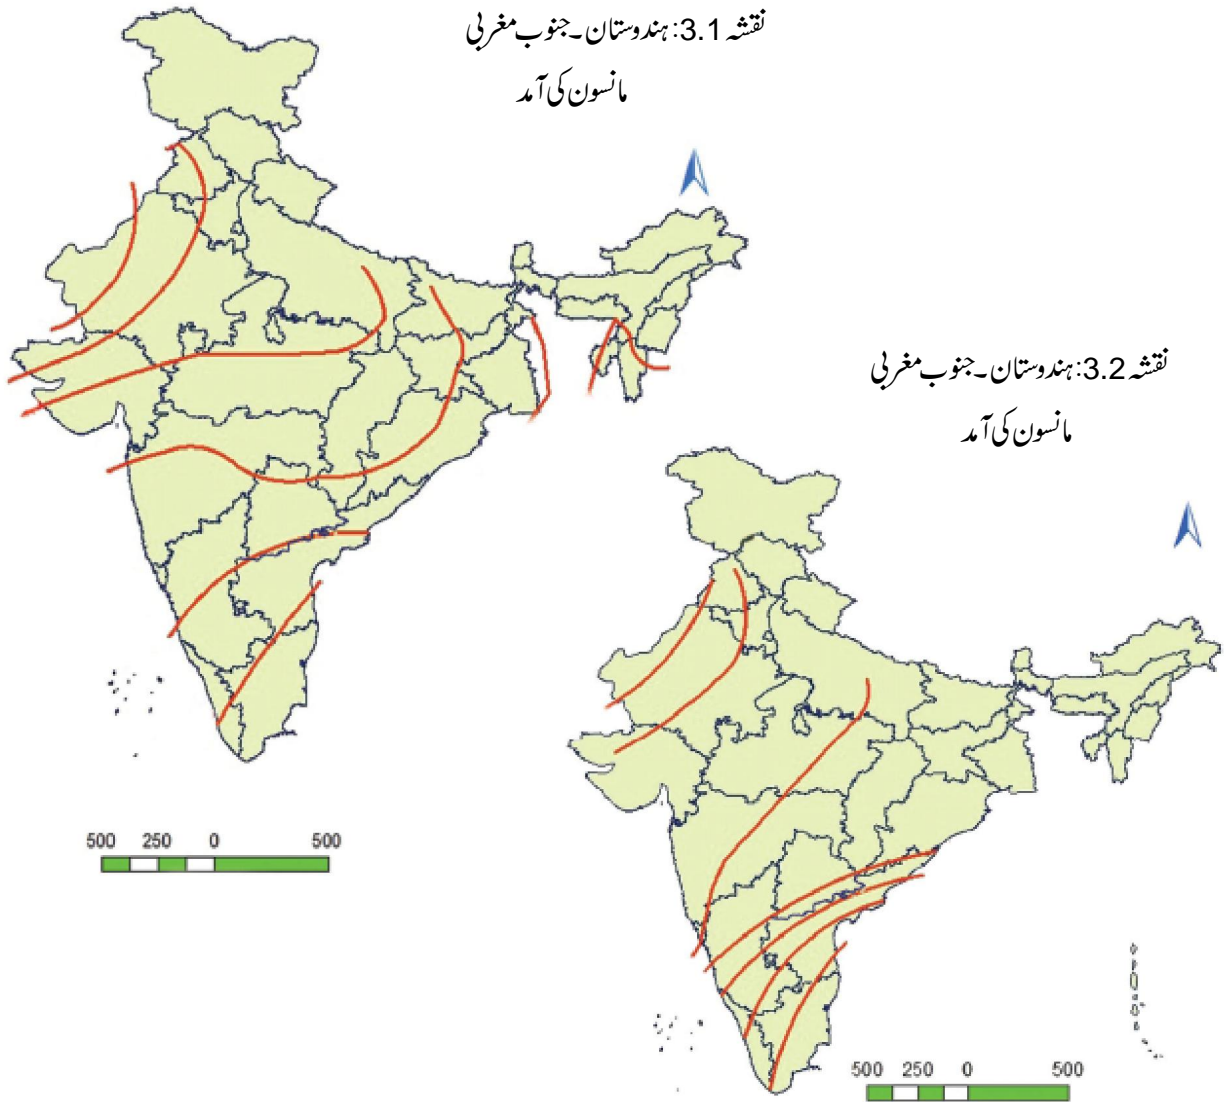 نقشہ 3.1: ہندوستان۔ جنوب مغربی
مانسون کی آمد
نقشہ 3.2: ہندوستان۔ جنوب مغربی
مانسون کی آمد
500 250 0 500
500 250 0 500